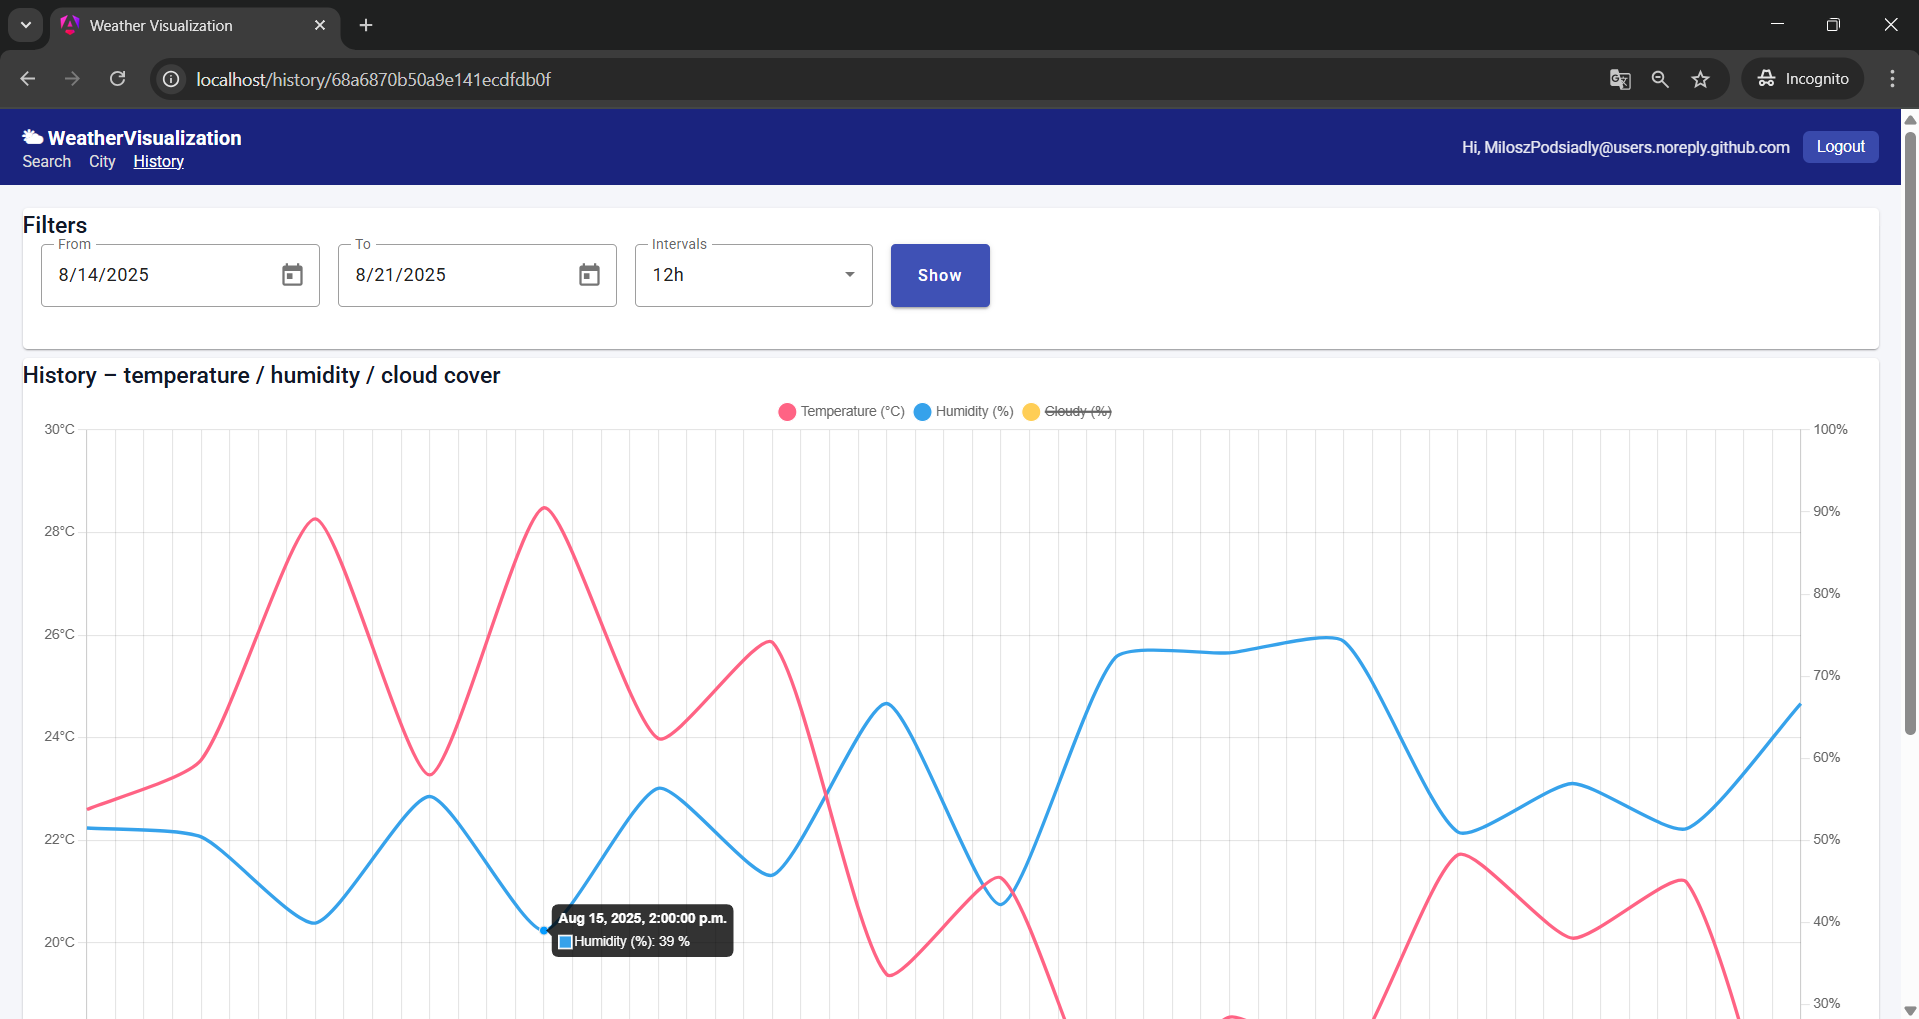 Weather Visualization
localhost/history/68a6870b50a9e141ecdfdb0f
Incognito
WeatherVisualization
Search City History
Hi, MiloszPodsiadly@users.noreply.github.com
Logout
Filters
From
8/14/2025
To
8/21/2025
Intervals
12h
Show
History – temperature / humidity / cloud cover
Temperature (°C) Humidity (%) Cloudy (%)
30°C
28°C
26°C
24°C
22°C
20°C
100%
90%
80%
70%
60%
50%
40%
30%
Aug 15, 2025, 2:00:00 p.m.
Humidity (%): 39 %